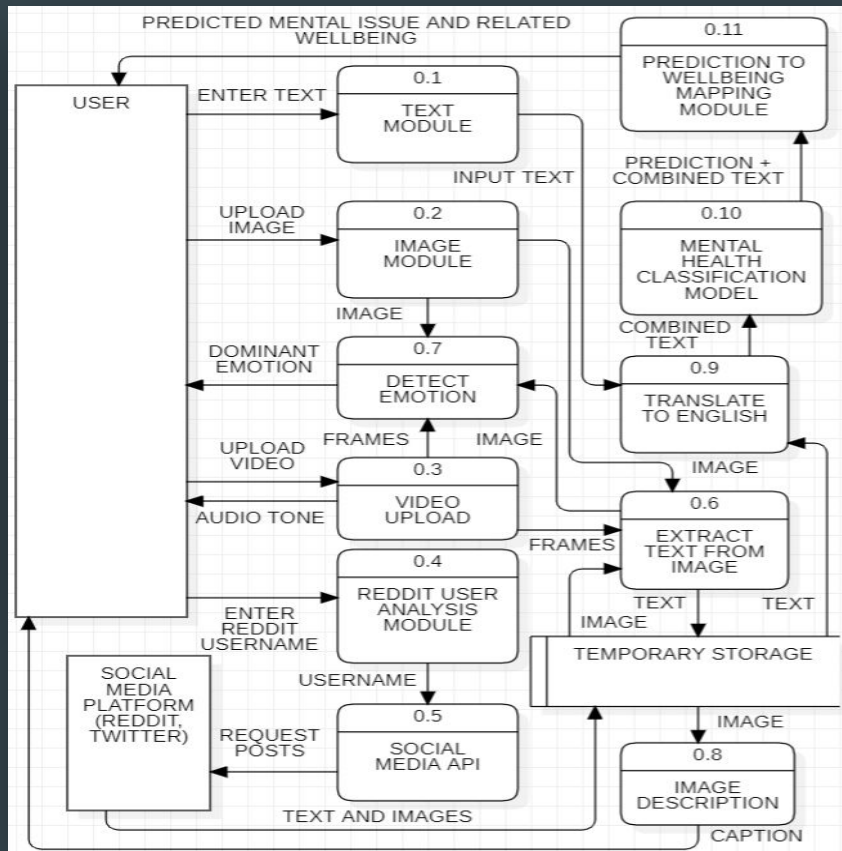 PREDICTED MENTAL ISSUE AND RELATED
WELLBEING
0.11
PREDICTION TO
WELLBEING
MAPPING
MODULE
USER
ENTER TEXT
0.1
TEXT
MODULE
INPUT TEXT
PREDICTION +
COMBINED TEXT
UPLOAD
IMAGE
0.2
IMAGE
MODULE
0.10
MENTAL
HEALTH
CLASSIFICATION
MODEL
IMAGE
COMBINED
TEXT
DOMINANT
EMOTION
0.7
DETECT
EMOTION
0.9
TRANSLATE
TO ENGLISH
FRAMES
IMAGE
UPLOAD
VIDEO
0.3
VIDEO
UPLOAD
AUDIO TONE
IMAGE
0.6
EXTRACT
TEXT FROM
IMAGE
FRAMES
0.4
REDDIT USER
ANALYSIS
MODULE
ENTER
REDDIT
USERNAME
TEXT
TEXT
IMAGE
TEMPORARY STORAGE
SOCIAL
MEDIA
PLATFORM
(REDDIT,
TWITTER)
USERNAME
0.5
SOCIAL
MEDIA API
REQUEST
POSTS
IMAGE
0.8
IMAGE
DESCRIPTION
TEXT AND IMAGES
CAPTION